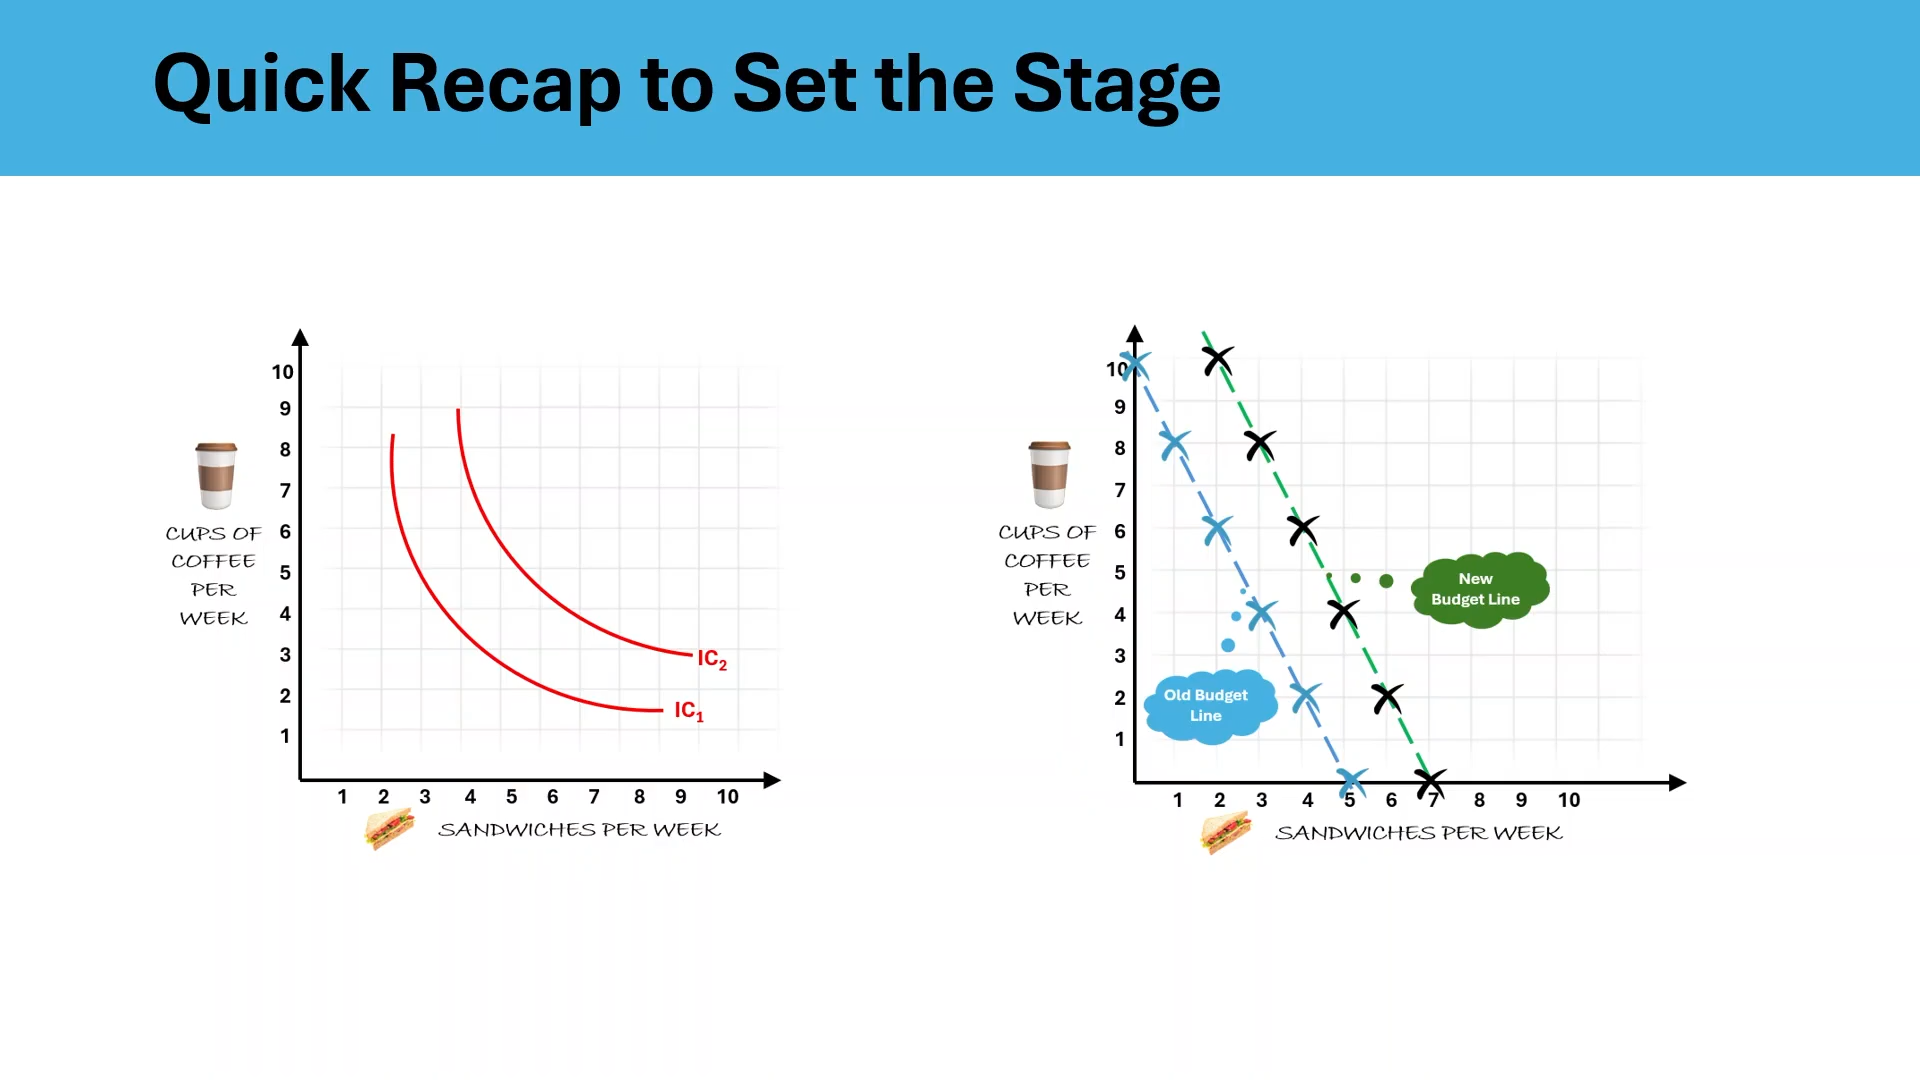 Quick Recap to Set the Stage
10
9
8
7
6
5
4
3
2
1
CUPS OF
COFFEE
PER
WEEK
IC2
IC1
1 2 3 4 5 6 7 8 9 10
SANDWICHES PER WEEK
10
9
8
7
6
5
4
3
2
1
CUPS OF
COFFEE
PER
WEEK
New
Budget Line
Old Budget
Line
1 2 3 4 5 6 7 8 9 10
SANDWICHES PER WEEK